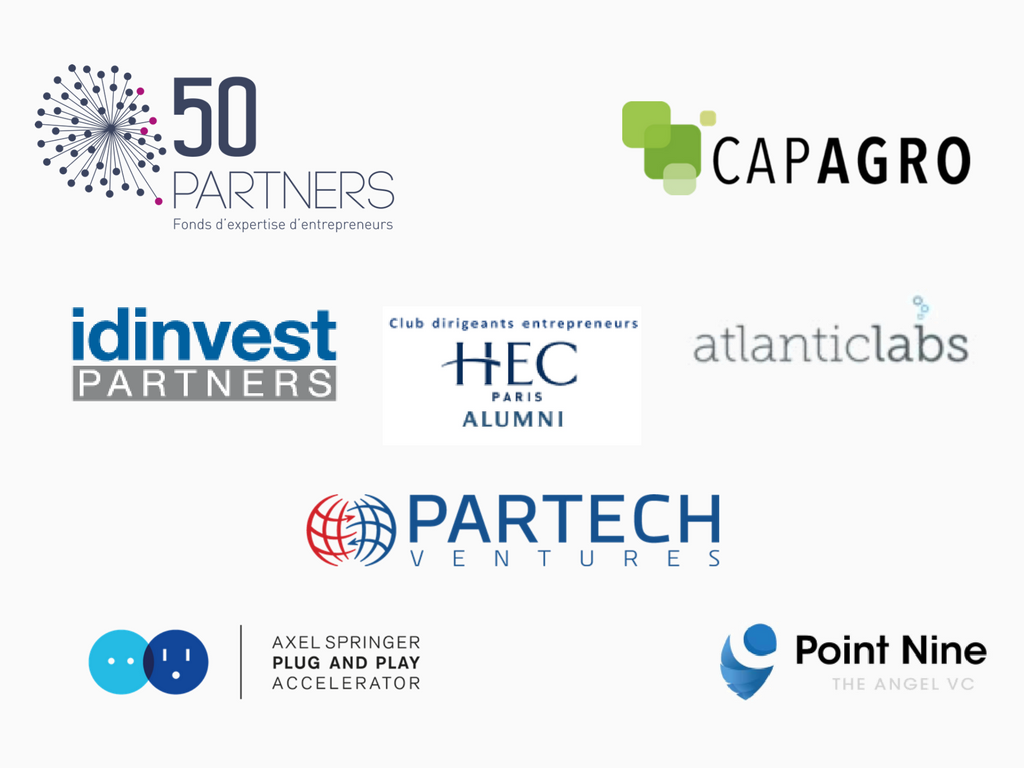 50
PARTNERS
Fonds d'expertise d'entrepreneurs
CAPAGRO
idinvest
PARTNERS
Club dirigeants entrepreneurs
HEC
PARIS
ALUMNI
atlanticlabs
PARTECH
VENTURES
AXEL SPRINGER
PLUG AND PLAY
ACCELERATOR
Point Nine
THE ANGEL VC